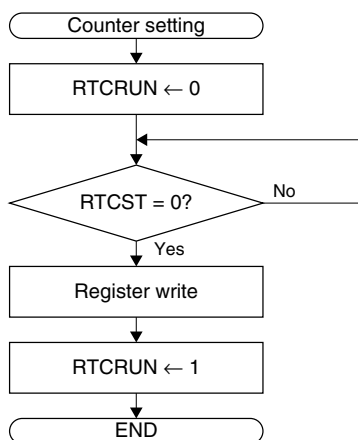 Counter setting
RTCRUN ← 0
RTCST = 0?
No
Yes
Register write
RTCRUN ← 1
END